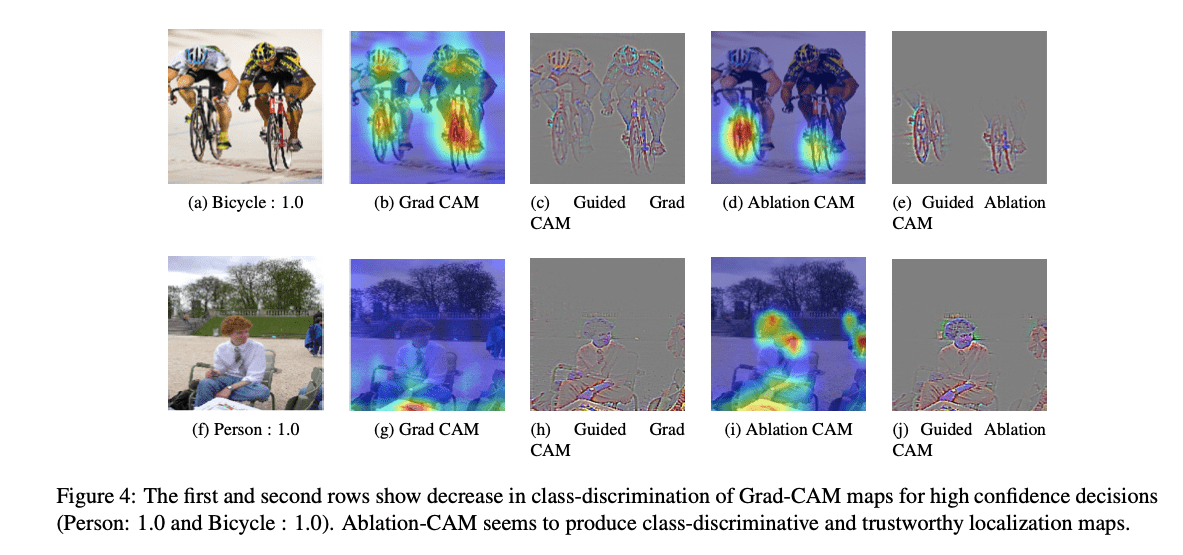 (a) Bicycle : 1.0
(b) Grad CAM
(c) Guided Grad
CAM
(d) Ablation CAM
(e) Guided Ablation
CAM
(f) Person : 1.0
(g) Grad CAM
(h) Guided Grad
CAM
(i) Ablation CAM
(j) Guided Ablation
CAM
Figure 4: The first and second rows show decrease in class-discrimination of Grad-CAM maps for high confidence decisions
(Person: 1.0 and Bicycle : 1.0). Ablation-CAM seems to produce class-discriminative and trustworthy localization maps.